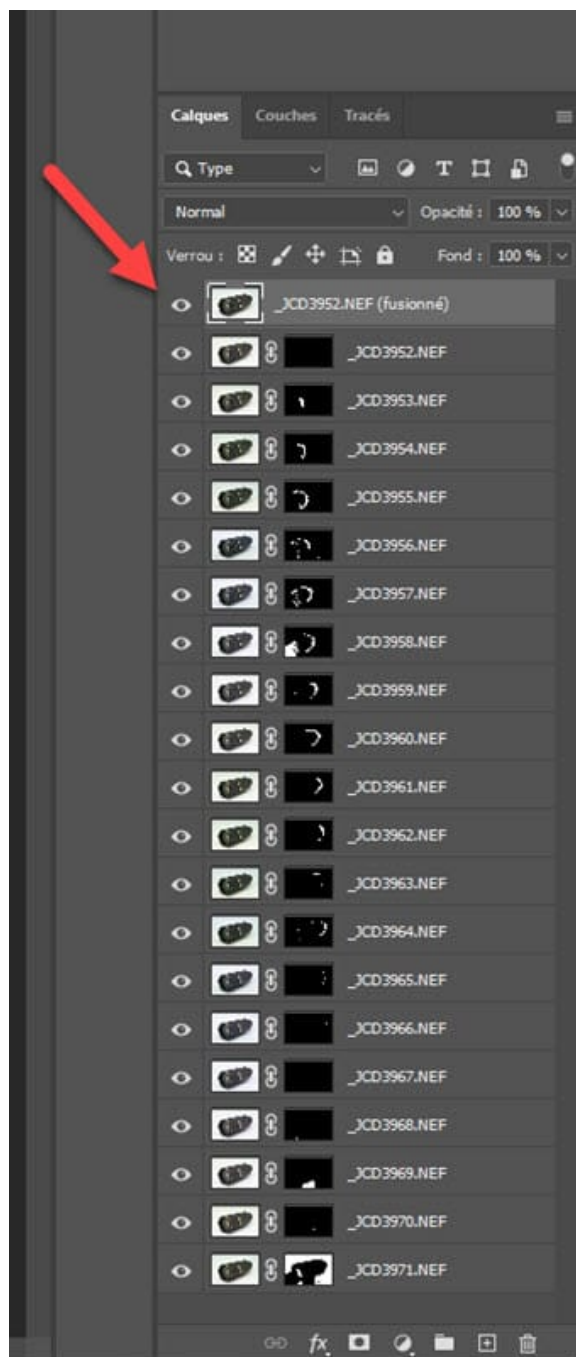 Calques Couches Tracés
Type
Normal Opacité : 100 %
Verrou : Fond : 100 %
_JCD3952.NEF (fusionné)
_JCD3952.NEF
_JCD3953.NEF
_JCD3954.NEF
_JCD3955.NEF
_JCD3956.NEF
_JCD3957.NEF
_JCD3958.NEF
_JCD3959.NEF
_JCD3960.NEF
_JCD3961.NEF
_JCD3962.NEF
_JCD3963.NEF
_JCD3964.NEF
_JCD3965.NEF
_JCD3966.NEF
_JCD3967.NEF
_JCD3968.NEF
_JCD3969.NEF
_JCD3970.NEF
_JCD3971.NEF
fx